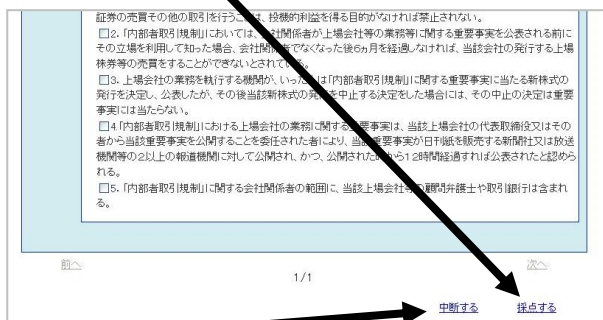 証券の売買その他の取引を行うことは、投機的利益を得る目的がなければ禁止されない。
□2.「内部者取引規制」においては、会社関係者が上場会社等の業務等に関する重要事実を公表される前に
その立場を利用して知った場合、会社関係者でなくなった後6ヵ月を経過しなければ、当該会社の発行する上場
株券等の売買をすることができないとされている。
□3. 上場会社の業務を執行する機関が、いったんは「内部者取引規制」に関する重要事実に当たる新株式の
発行を決定し、公表したが、その後当該新株式の発行を中止する決定をした場合には、その中止の決定は重要
事実には当たらない。
□4.「内部者取引規制」における上場会社の業務に関する重要事実は、当該上場会社の代表取締役又はその
者から当該重要事実を公開することを委任された者により、当該重要事実が日刊紙を販売する新聞社又は放送
機関等の2以上の報道機関に対して公開され、かつ、公開された時から12時間経過すれば公表されたと認めら
れる。
□5.「内部者取引規制」に関する会社関係者の範囲に、当該上場会社等の顧問弁護士や取引銀行は含まれ
る。
前へ 次へ
1/1
中断する 採点する